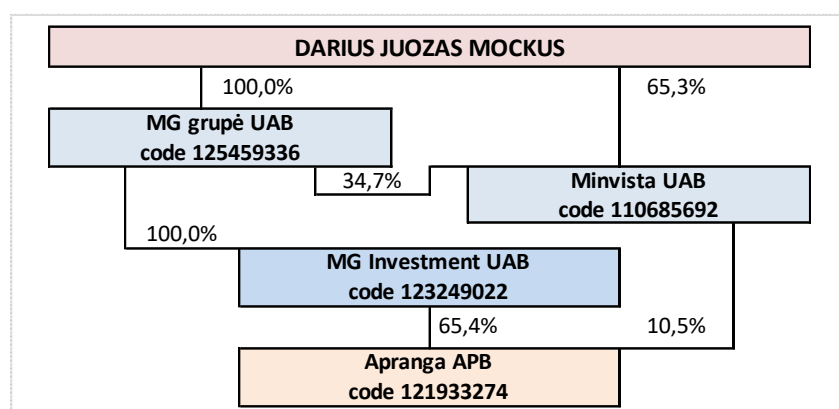 DARIUS JUOZAS MOCKUS
100,0%
65,3%
MG grupė UAB
code 125459336
34,7%
Minvista UAB
code 110685692
100,0%
MG Investment UAB
code 123249022
65,4%
10,5%
Apranga APB
code 121933274